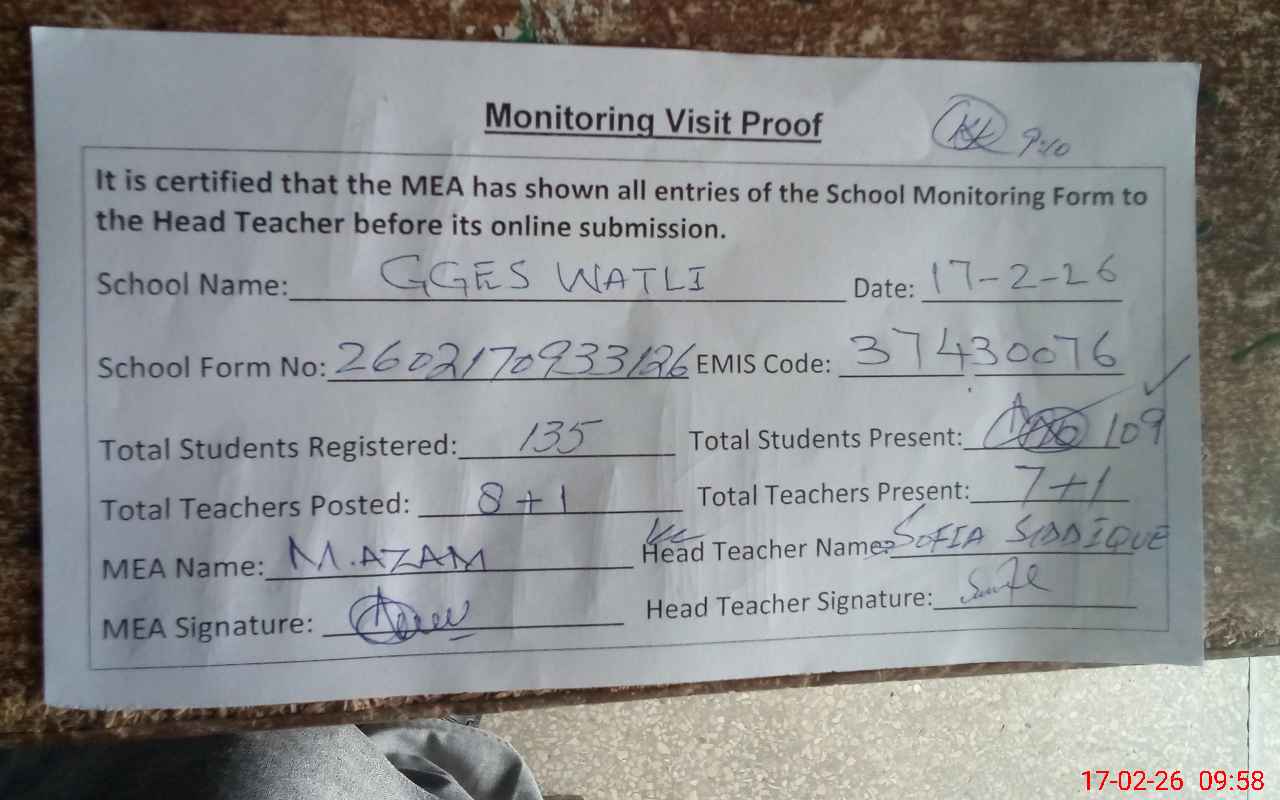 Monitoring Visit Proof
9:10
It is certified that the MEA has shown all entries of the School Monitoring Form to
the Head Teacher before its online submission.
School Name: GGES WATLI Date: 17-2-26
School Form No: 2602170933126 EMIS Code: 37430076
Total Students Registered: 135 Total Students Present: 109
Total Teachers Posted: 8+1 Total Teachers Present: 7+1
MEA Name: M.AZAM Head Teacher Name: SOFIA SIDDIQUE
MEA Signature: Head Teacher Signature:
17-02-26 09:58